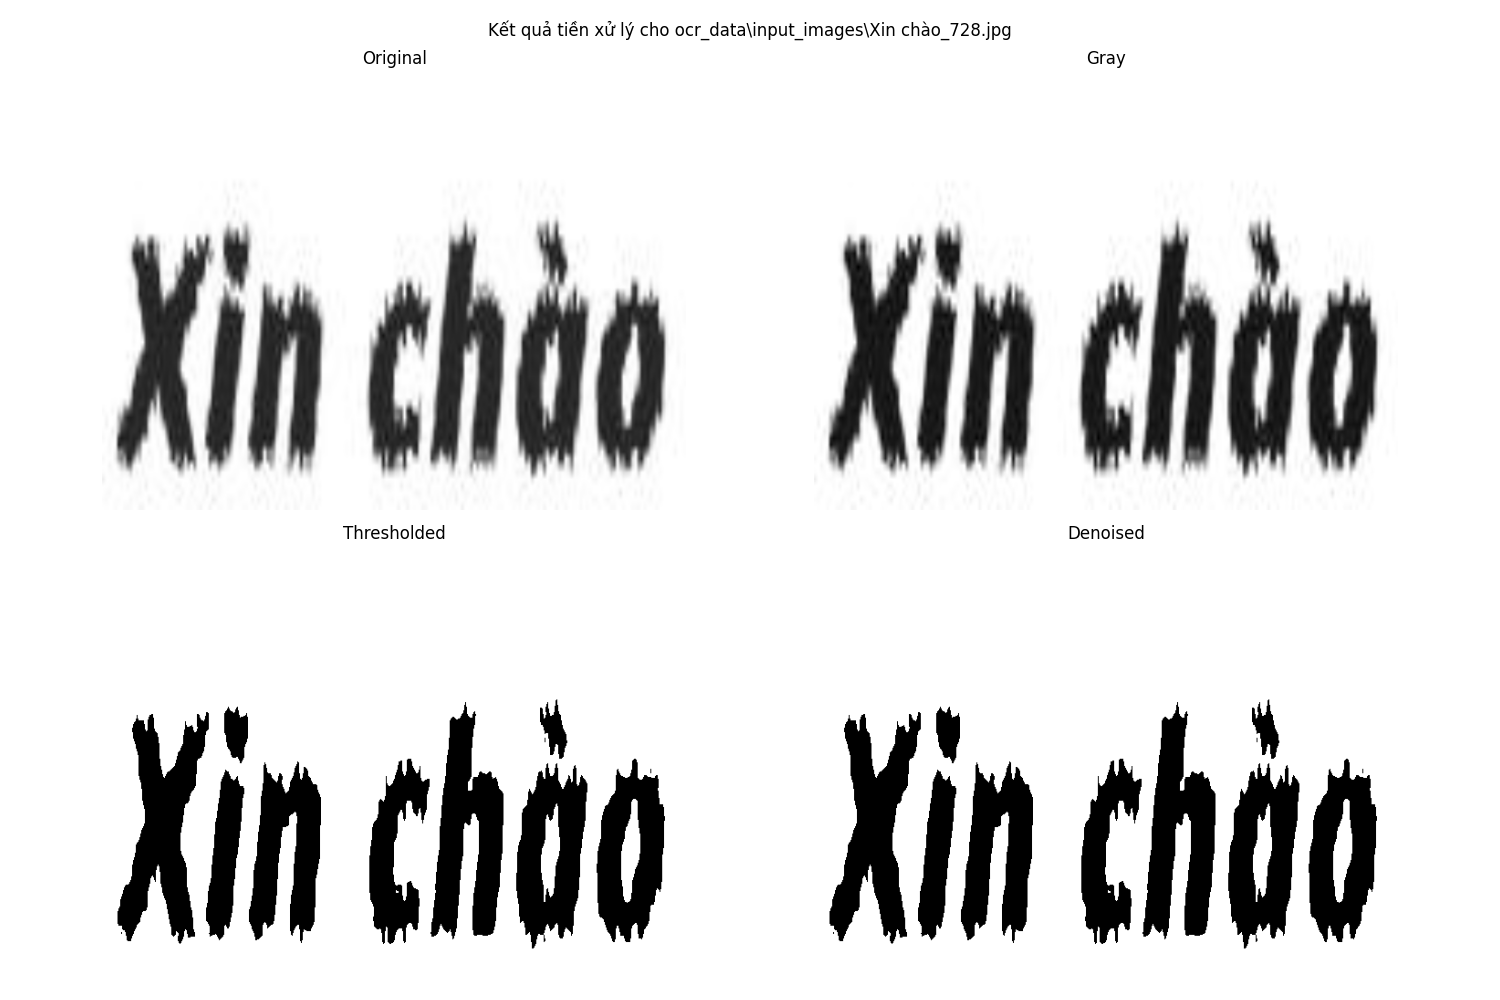 Kết quả tiền xử lý cho ocr_data\input_images\Xin chào_728.jpg
Original
Gray
Xin chào
Xin chào
Thresholded
Denoised
Xin chào
Xin chào